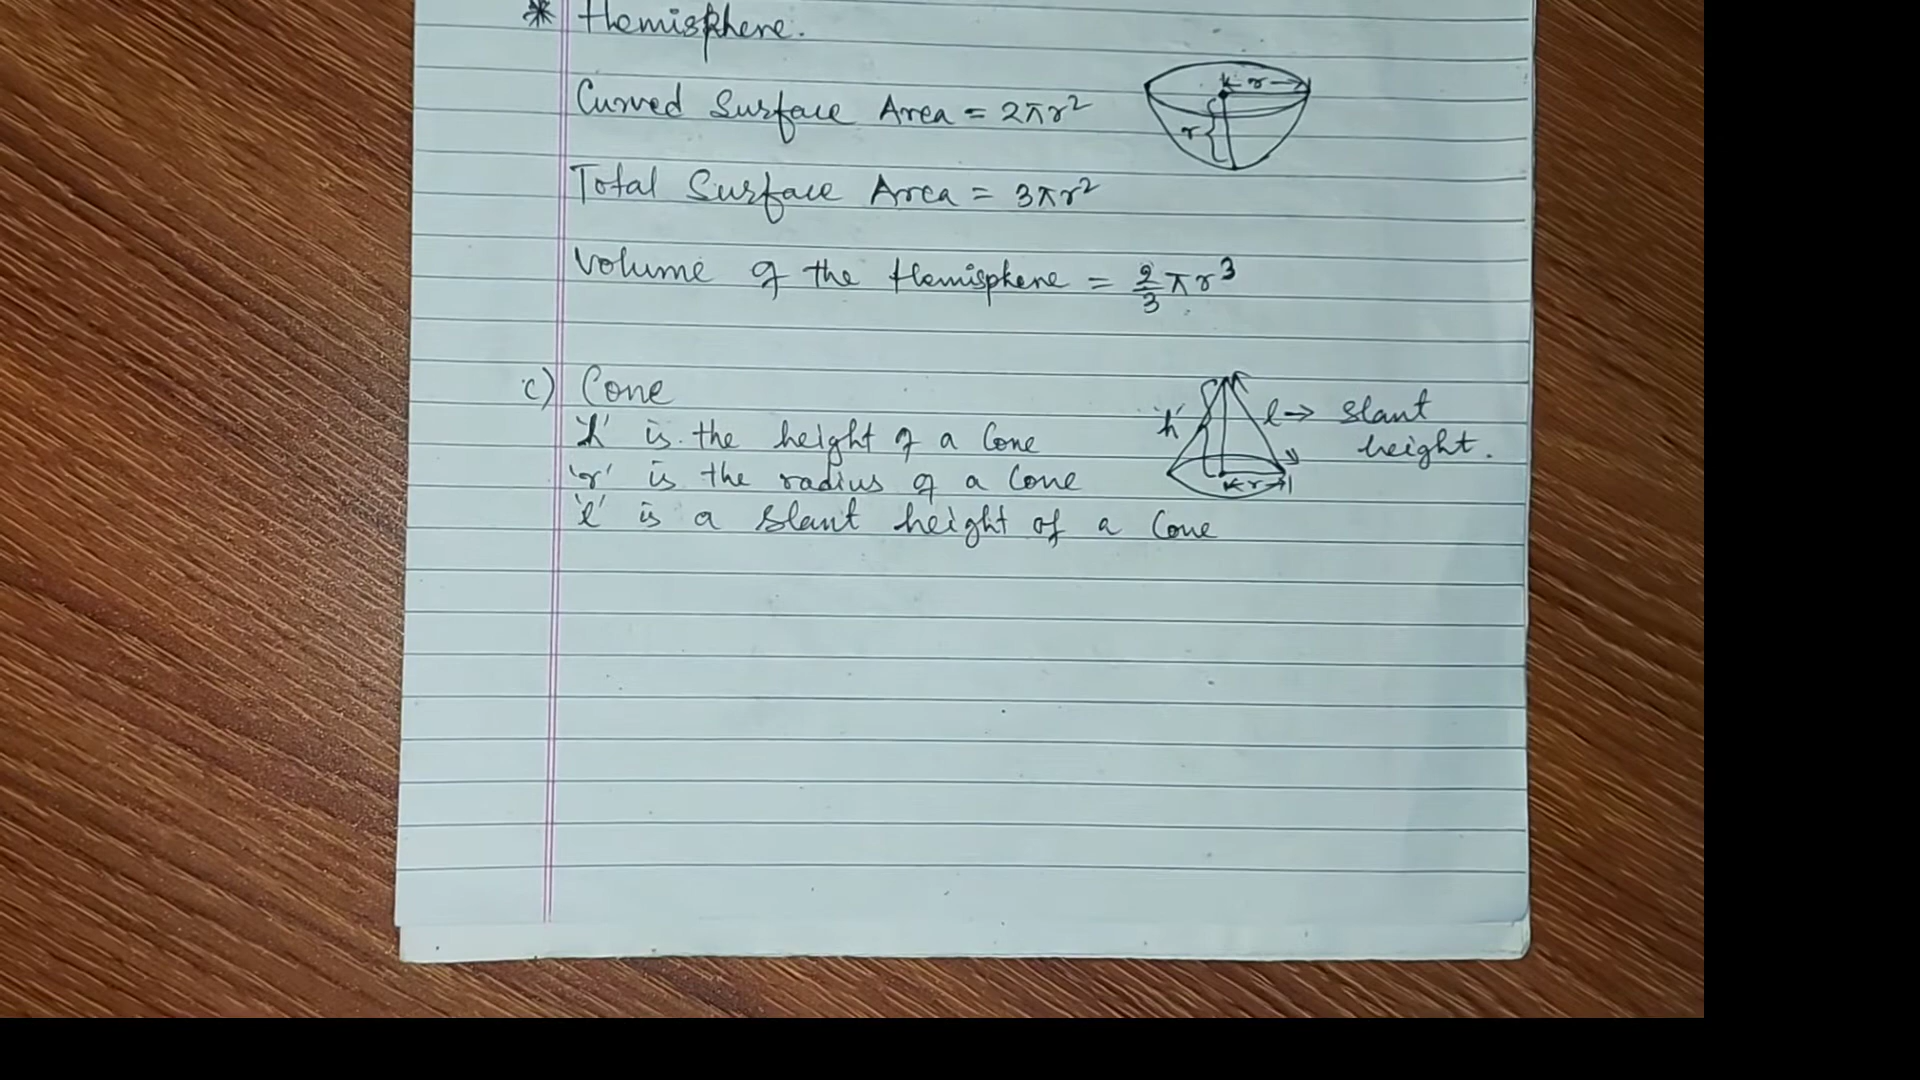 * Hemisphere.
r
Curved Surface Area = 2πr²
r
Total Surface Area = 3πr²
Volume of the Hemisphere = 2/3 πr³
c) Cone
'h' l → slant height.
'h' is the height of a Cone
'r' is the radius of a Cone
r
'l' is a slant height of a Cone